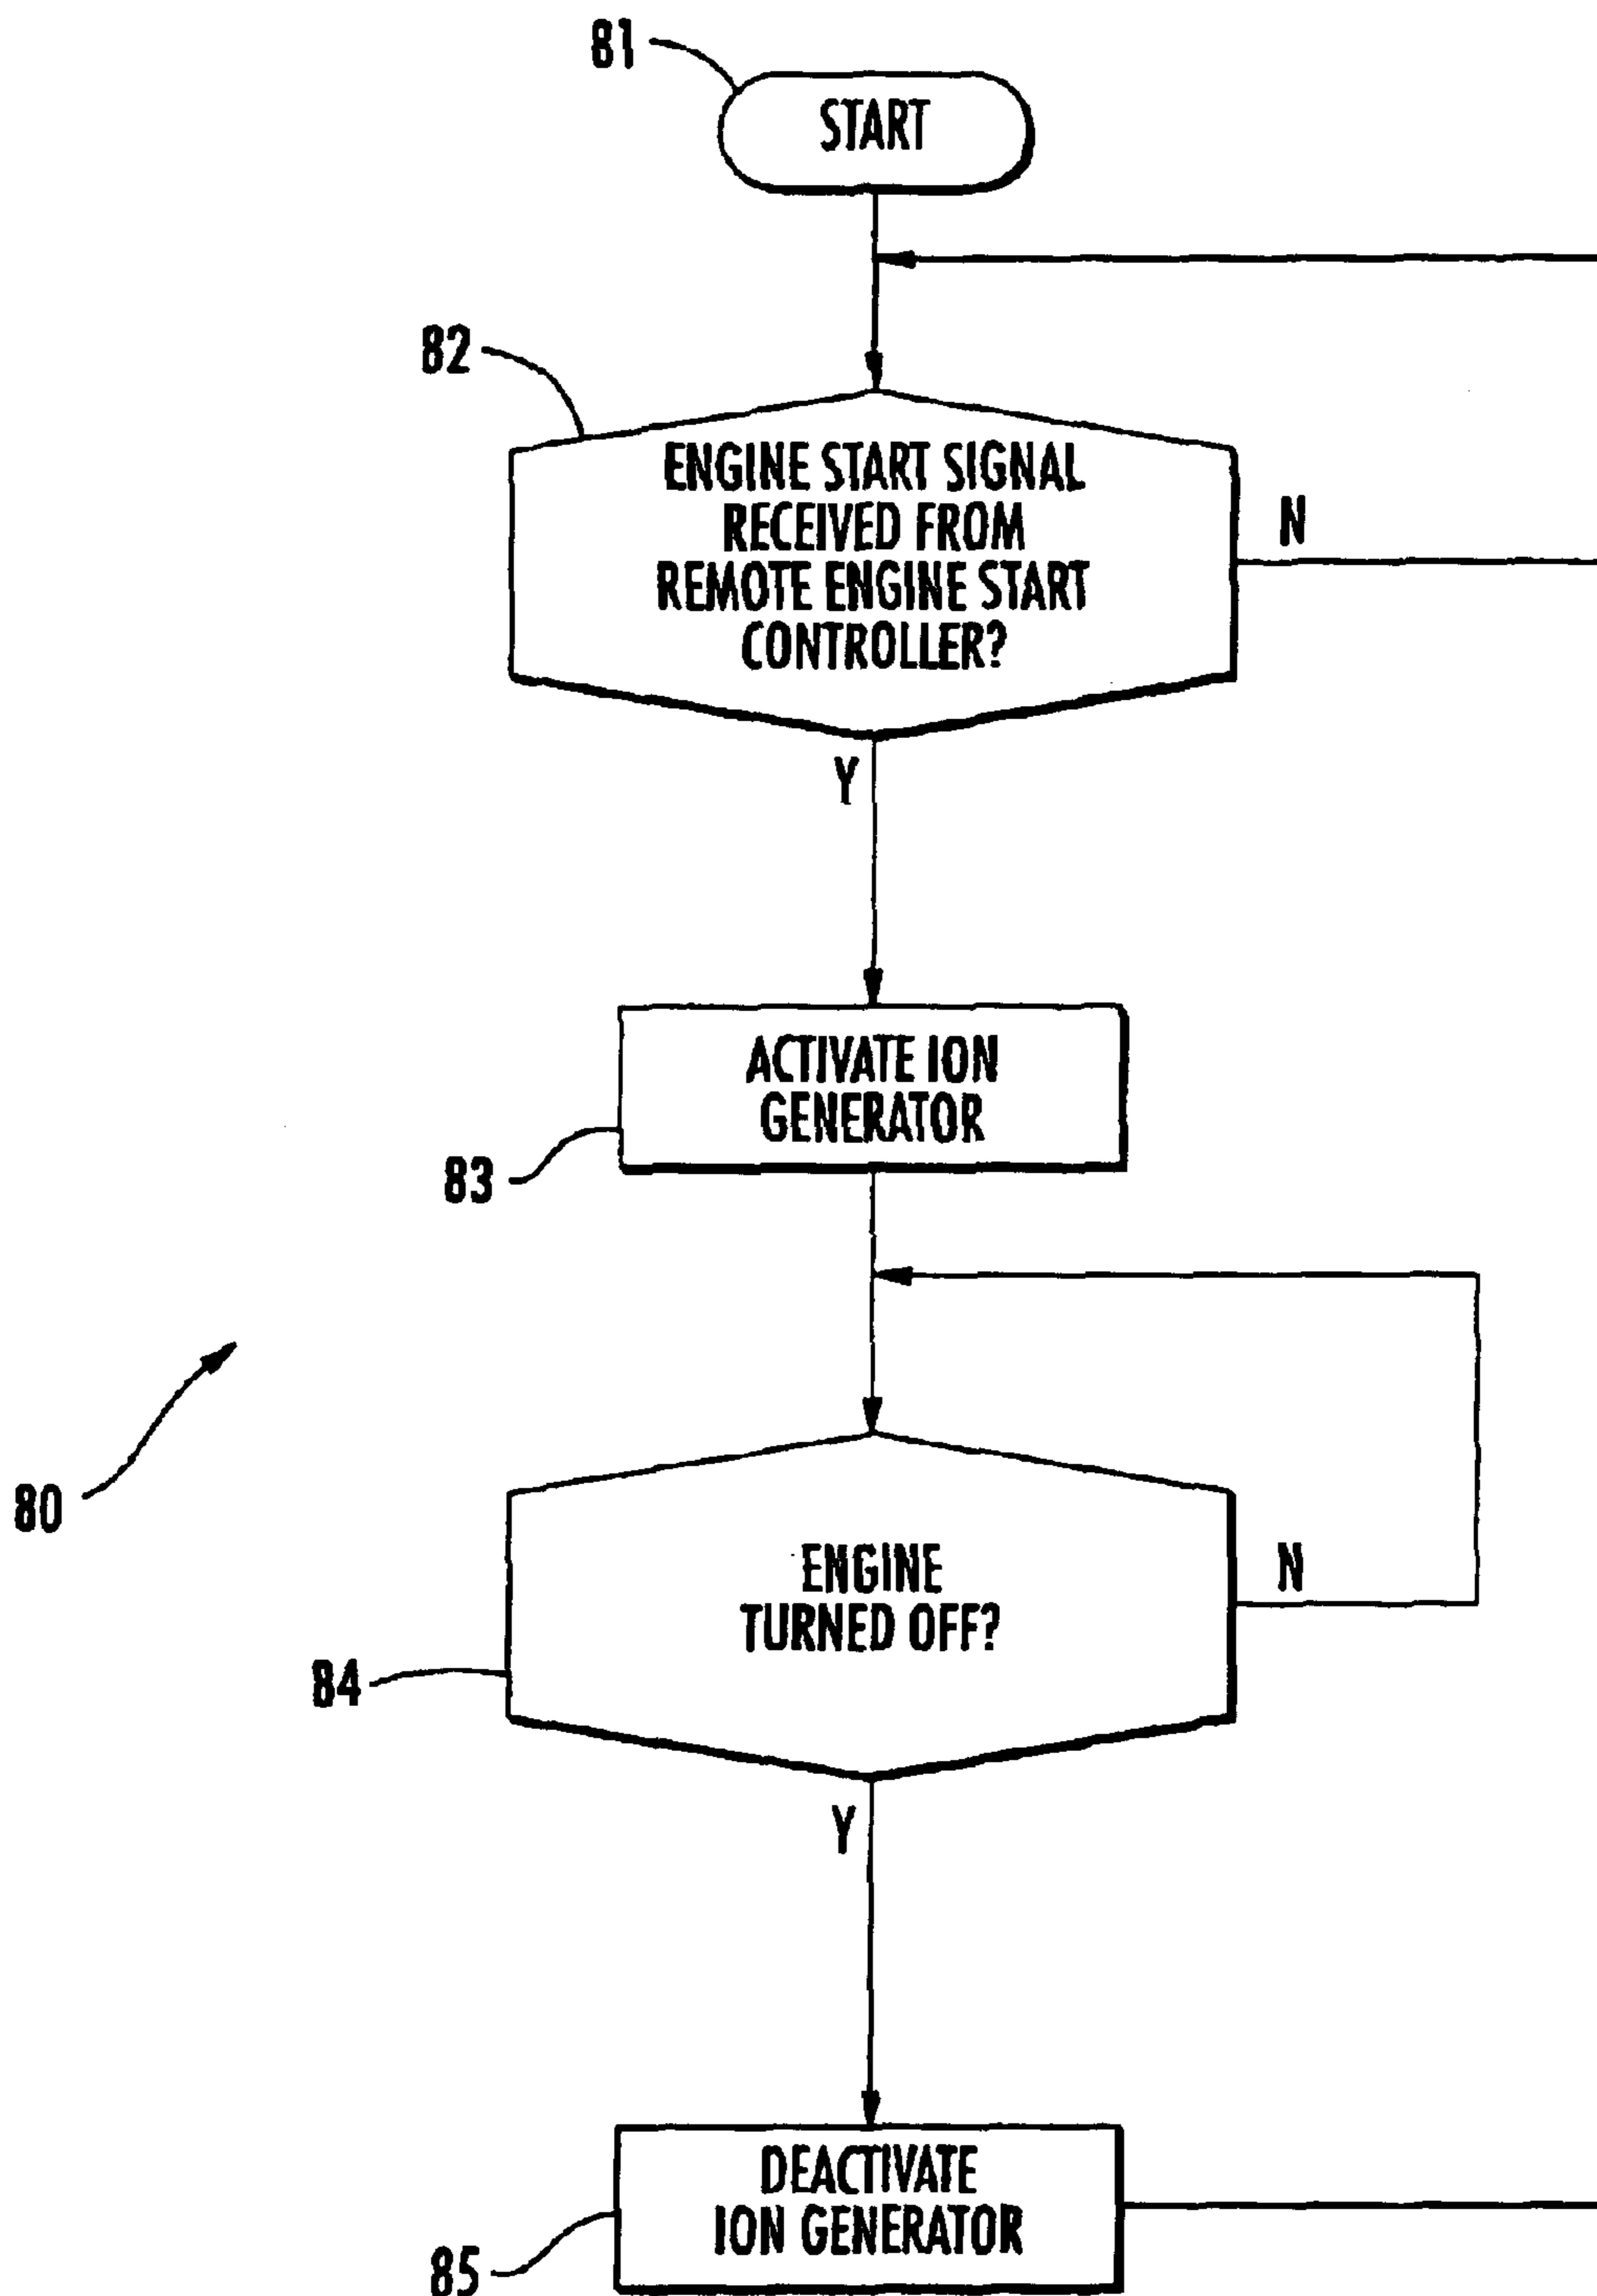 81
START
82
ENGINE START SIGNAL
RECEIVED FROM
REMOTE ENGINE START
CONTROLLER?
N
Y
ACTIVATE ION
GENERATOR
83
80
ENGINE
TURNED OFF?
N
84
Y
DEACTIVATE
ION GENERATOR
85